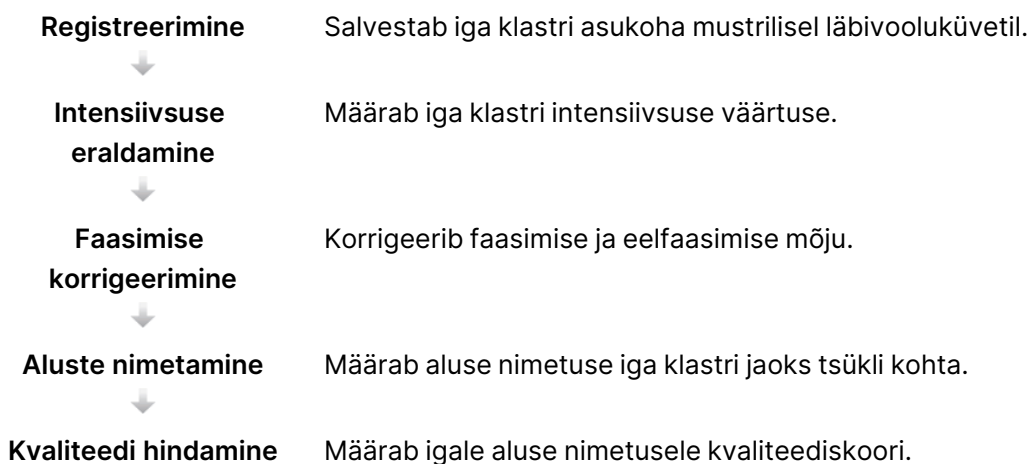 Registreerimine Salvestab iga klastri asukoha mustrilisel läbivooluküvetil.
Intensiivsuse Määrab iga klastri intensiivsuse väärtuse.
eraldamine
Faasimise Korrigeerib faasimise ja eelfaasimise mõju.
korrigeerimine
Aluste nimetamine Määrab aluse nimetuse iga klastri jaoks tsükli kohta.
Kvaliteedi hindamine Määrab igale aluse nimetusele kvaliteediskoori.